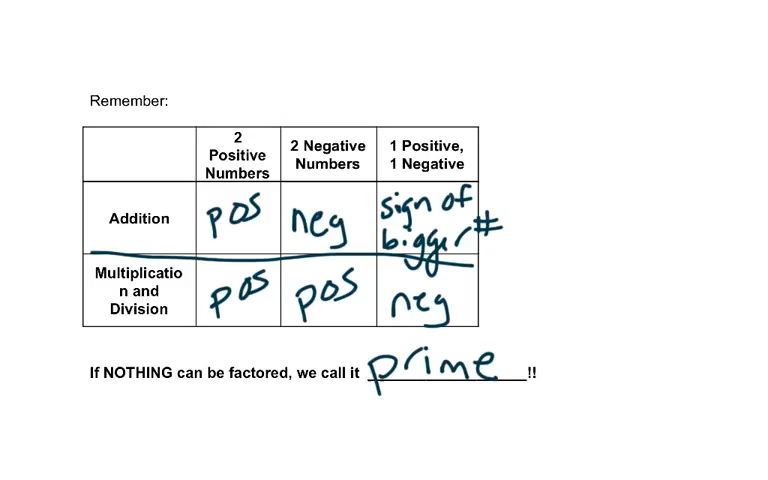 Remember:
2 Positive Numbers
2 Negative Numbers
1 Positive, 1 Negative
Addition
pos
neg
sign of bigger #
Multiplicatio n and Division
pos
pos
neg
If NOTHING can be factored, we call it prime!!